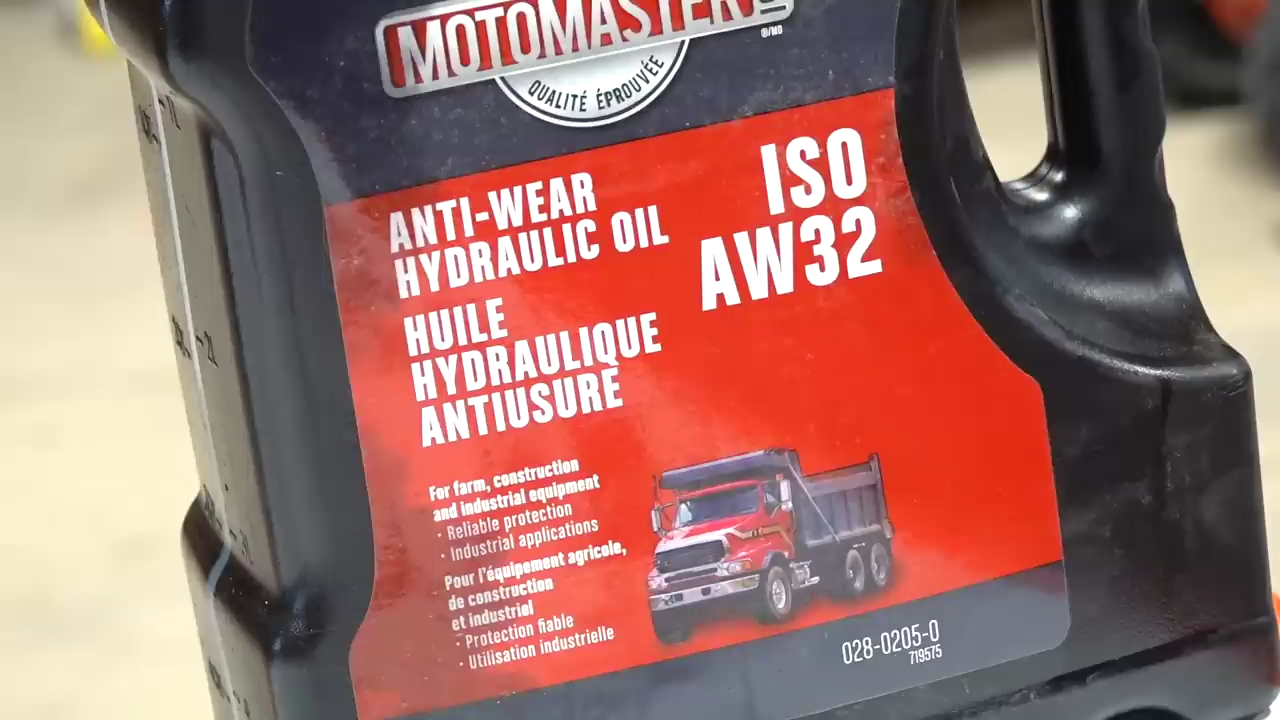 MOTOMASTER
®/MD
QUALITÉ ÉPROUVÉE
ANTI-WEAR
HYDRAULIC OIL
ISO
AW32
HUILE
HYDRAULIQUE
ANTIUSURE
For farm, construction
and industrial equipment
• Reliable protection
• Industrial applications
Pour l'équipement agricole,
de construction
et industriel
• Protection fiable
• Utilisation industrielle
028-0205-0
719575